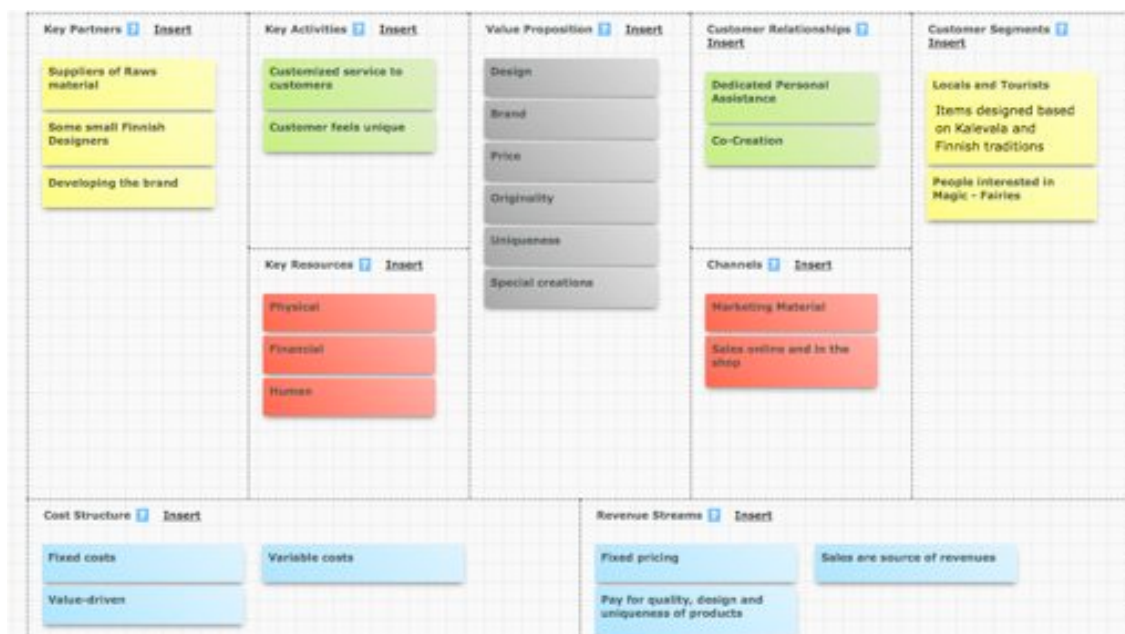 Key Partners ? Insert
Suppliers of Raws
material
Some small Finnish
Designers
Developing the brand
Key Activities ? Insert
Customized service to
customers
Customer feels unique
Key Resources ? Insert
Physical
Financial
Human
Value Proposition ? Insert
Design
Brand
Price
Originality
Uniqueness
Special creations
Customer Relationships ?
Insert
Dedicated Personal
Assistance
Co-Creation
Channels ? Insert
Marketing Material
Sales online and in the
shop
Customer Segments ?
Insert
Locals and Tourists
Items designed based
on Kalevala and
Finnish traditions
People interested in
Magic - Fairies
Cost Structure ? Insert
Fixed costs
Variable costs
Value-driven
Revenue Streams ? Insert
Fixed pricing
Sales are source of revenues
Pay for quality, design and
uniqueness of products